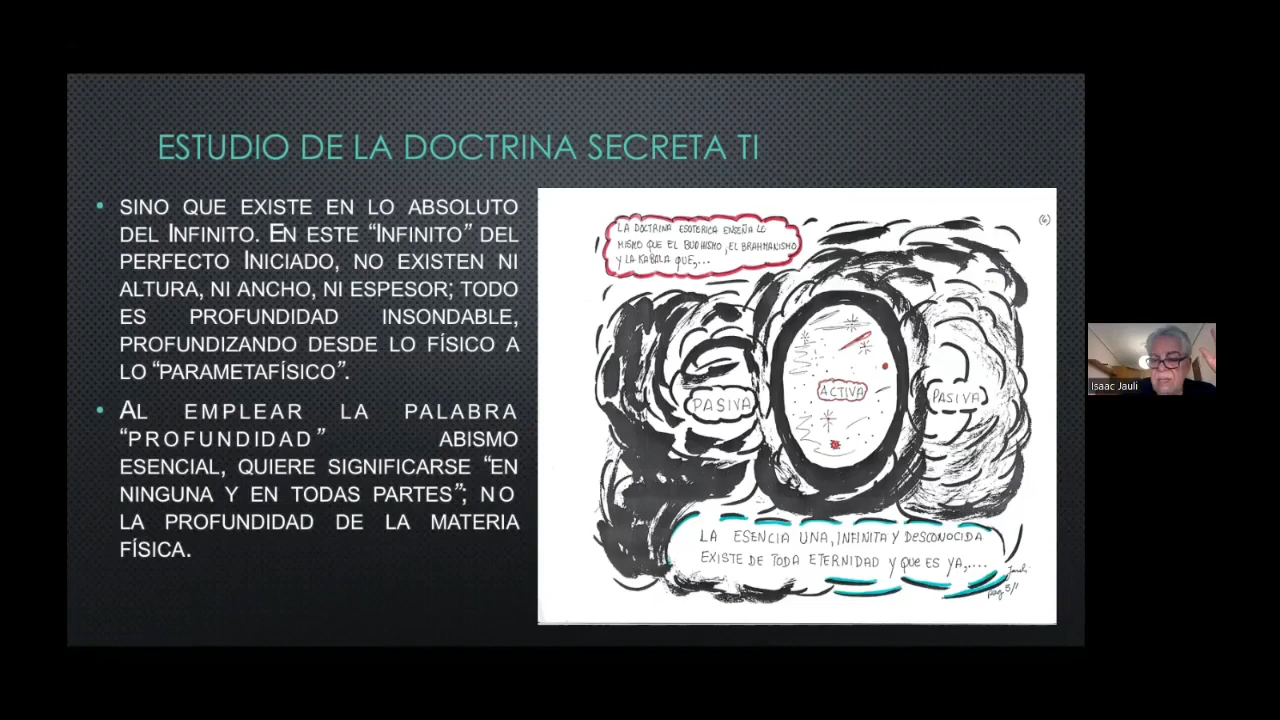 ESTUDIO DE LA DOCTRINA SECRETA TI
• SINO QUE EXISTE EN LO ABSOLUTO
DEL INFINITO. EN ESTE “INFINITO” DEL
PERFECTO INICIADO, NO EXISTEN NI
ALTURA, NI ANCHO, NI ESPESOR; TODO
ES PROFUNDIDAD INSONDABLE,
PROFUNDIZANDO DESDE LO FÍSICO A
LO “PARAMETAFÍSICO”.
• AL EMPLEAR LA PALABRA
“PROFUNDIDAD” ABISMO
ESENCIAL, QUIERE SIGNIFICARSE “EN
NINGUNA Y EN TODAS PARTES”; NO
LA PROFUNDIDAD DE LA MATERIA
FÍSICA.
(6)
LA DOCTRINA ESOTERICA ENSEÑA LO
MISMO QUE EL BUDHISMO, EL BRAHMANISMO
Y LA KABALA QUE,...
PASIVA
ACTIVA
PASIVA
LA ESENCIA UNA, INFINITA Y DESCONOCIDA
EXISTE DE TODA ETERNIDAD Y QUE ES YA,....
Jauli
Isaac Jauli